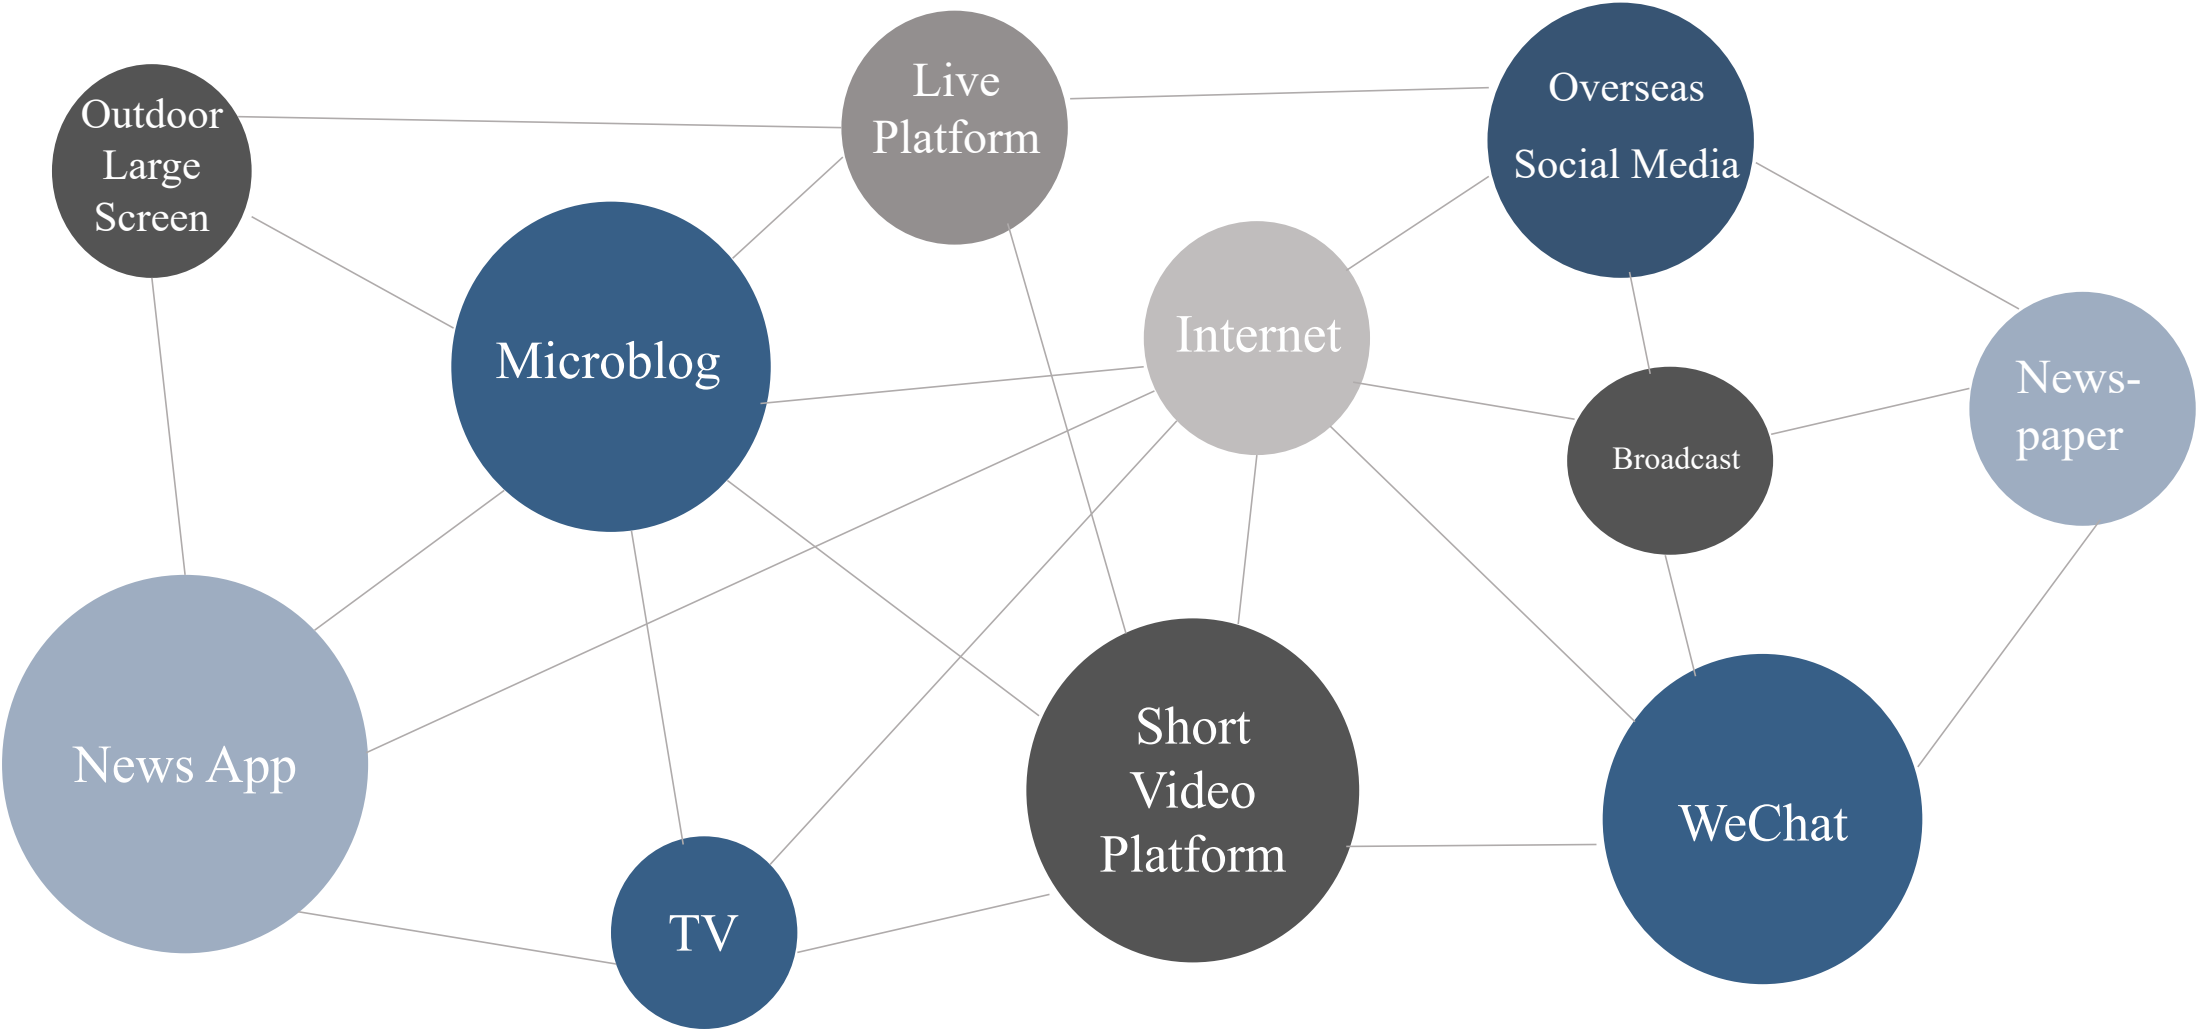 Outdoor
Large
Screen
Live
Platform
Overseas
Social Media
Microblog
Internet
Broadcast
News-
paper
News App
TV
Short
Video
Platform
WeChat